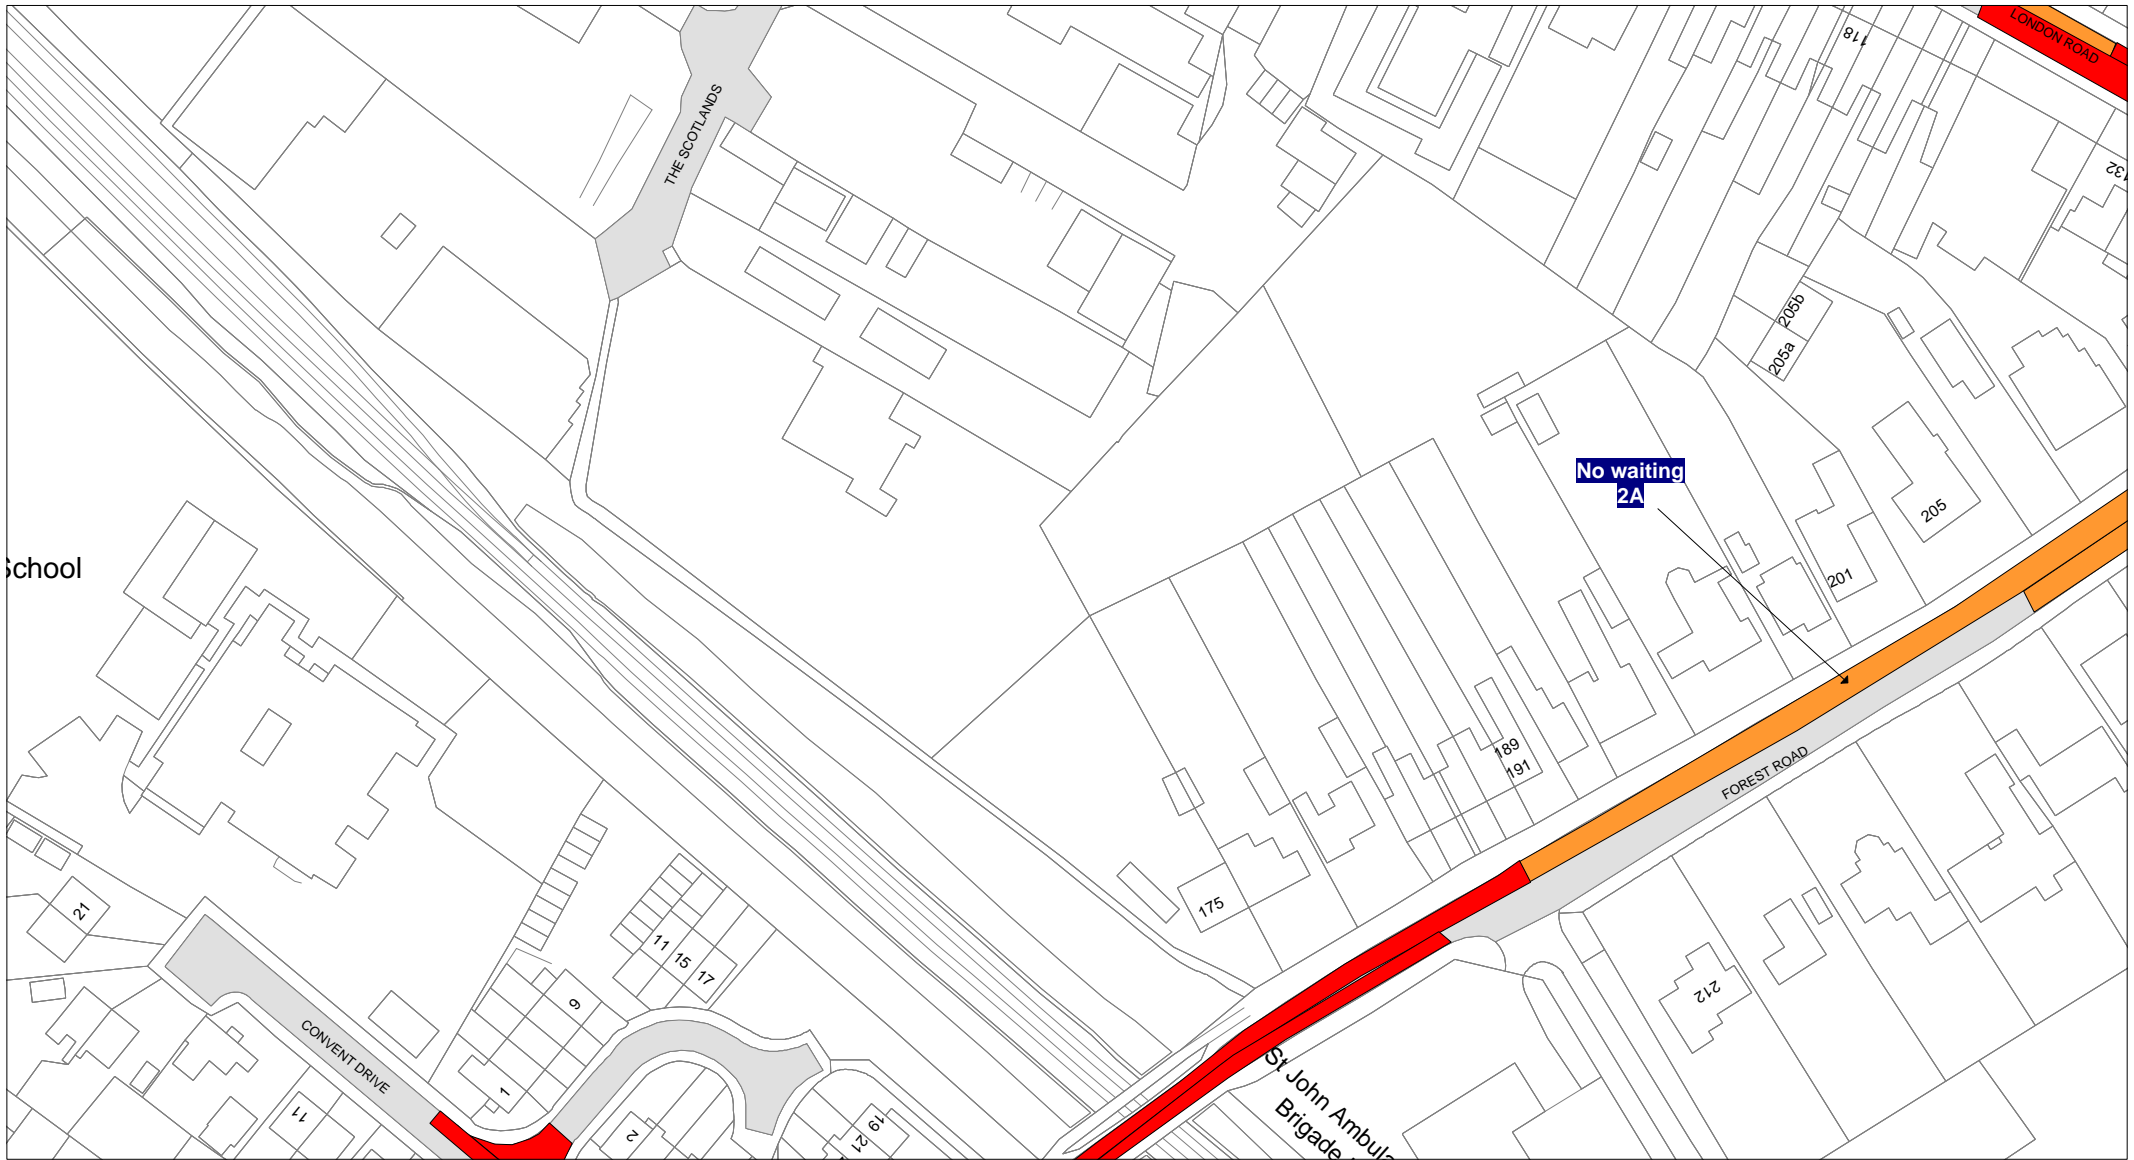 LONDON ROAD
118
THE SCOTLANDS
132
205b
205a
No waiting
2A
205
School
201
189
191
FOREST ROAD
175
21
11
15
17
212
9
CONVENT DRIVE
1
11
2
19
21
St John Ambula
Brigade